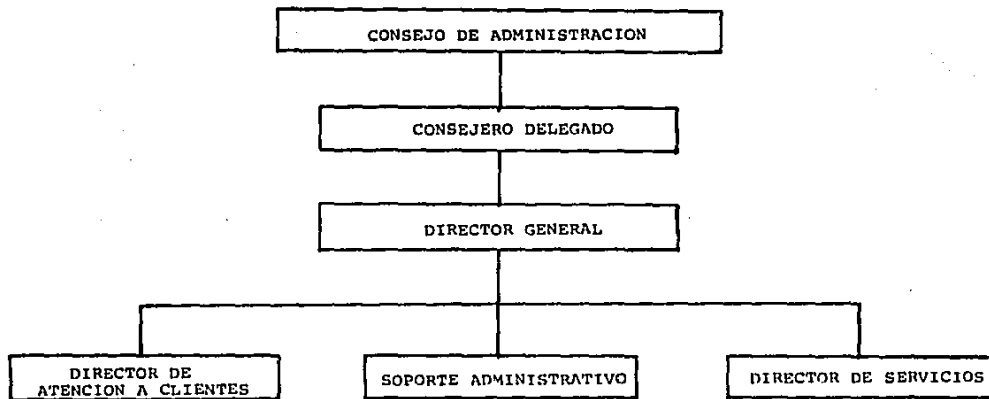 CONSEJO DE ADMINISTRACION
CONSEJERO DELEGADO
DIRECTOR GENERAL
DIRECTOR DE
ATENCION A CLIENTES
SOPORTE ADMINISTRATIVO
DIRECTOR DE SERVICIOS